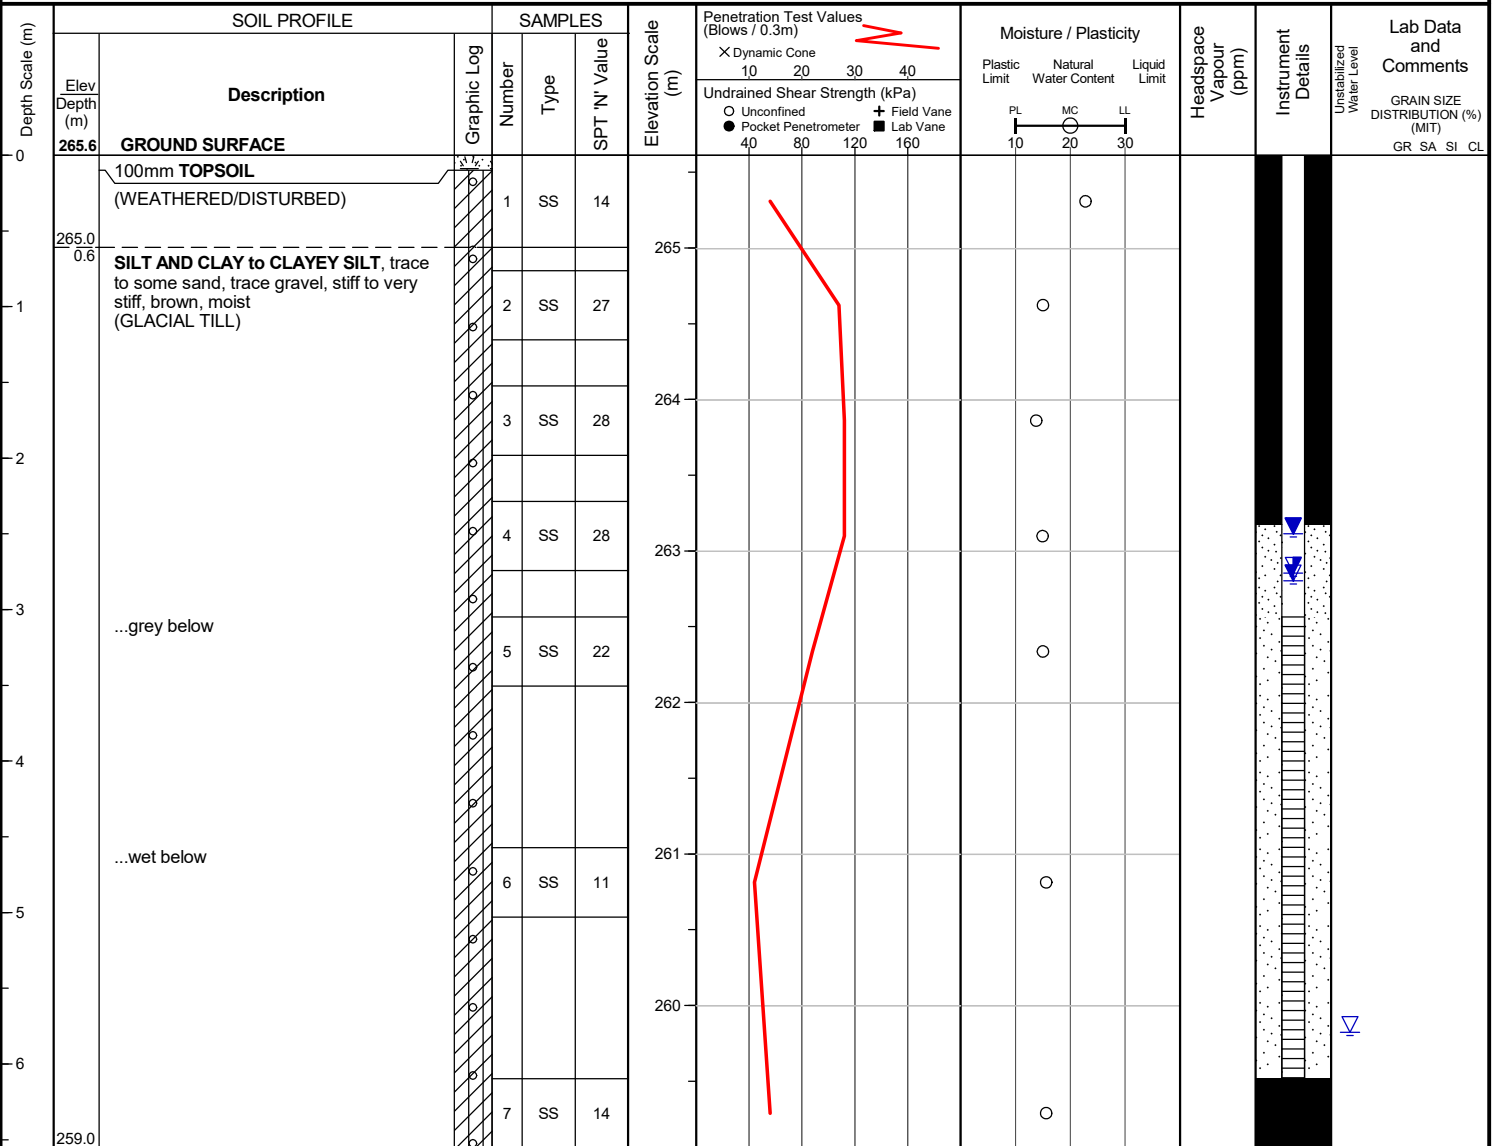 SOIL PROFILE
SAMPLES
Depth Scale (m)
Elev
Depth
(m)
Description
Graphic Log
Number
Type
SPT 'N' Value
Elevation Scale
(m)
Penetration Test Values
(Blows / 0.3m)
× Dynamic Cone
10 20 30 40
Undrained Shear Strength (kPa)
Unconfined + Field Vane
Pocket Penetrometer Lab Vane
40 80 120 160
Moisture / Plasticity
Plastic Natural Liquid
Limit Water Content Limit
PL MC LL
10 20 30
Headspace
Vapour
(ppm)
Instrument
Details
Unstabilized
Water Level
Lab Data
and
Comments
GRAIN SIZE
DISTRIBUTION (%)
(MIT)
GR SA SI CL
265.6 GROUND SURFACE
0
100mm TOPSOIL
(WEATHERED/DISTURBED)
1 SS 14
265.0
0.6
265
SILT AND CLAY to CLAYEY SILT, trace
to some sand, trace gravel, stiff to very
stiff, brown, moist
(GLACIAL TILL)
1
2 SS 27
264
3 SS 28
2
4 SS 28
263
3
...grey below
5 SS 22
262
4
261
...wet below
6 SS 11
5
260
6
7 SS 14
259.0